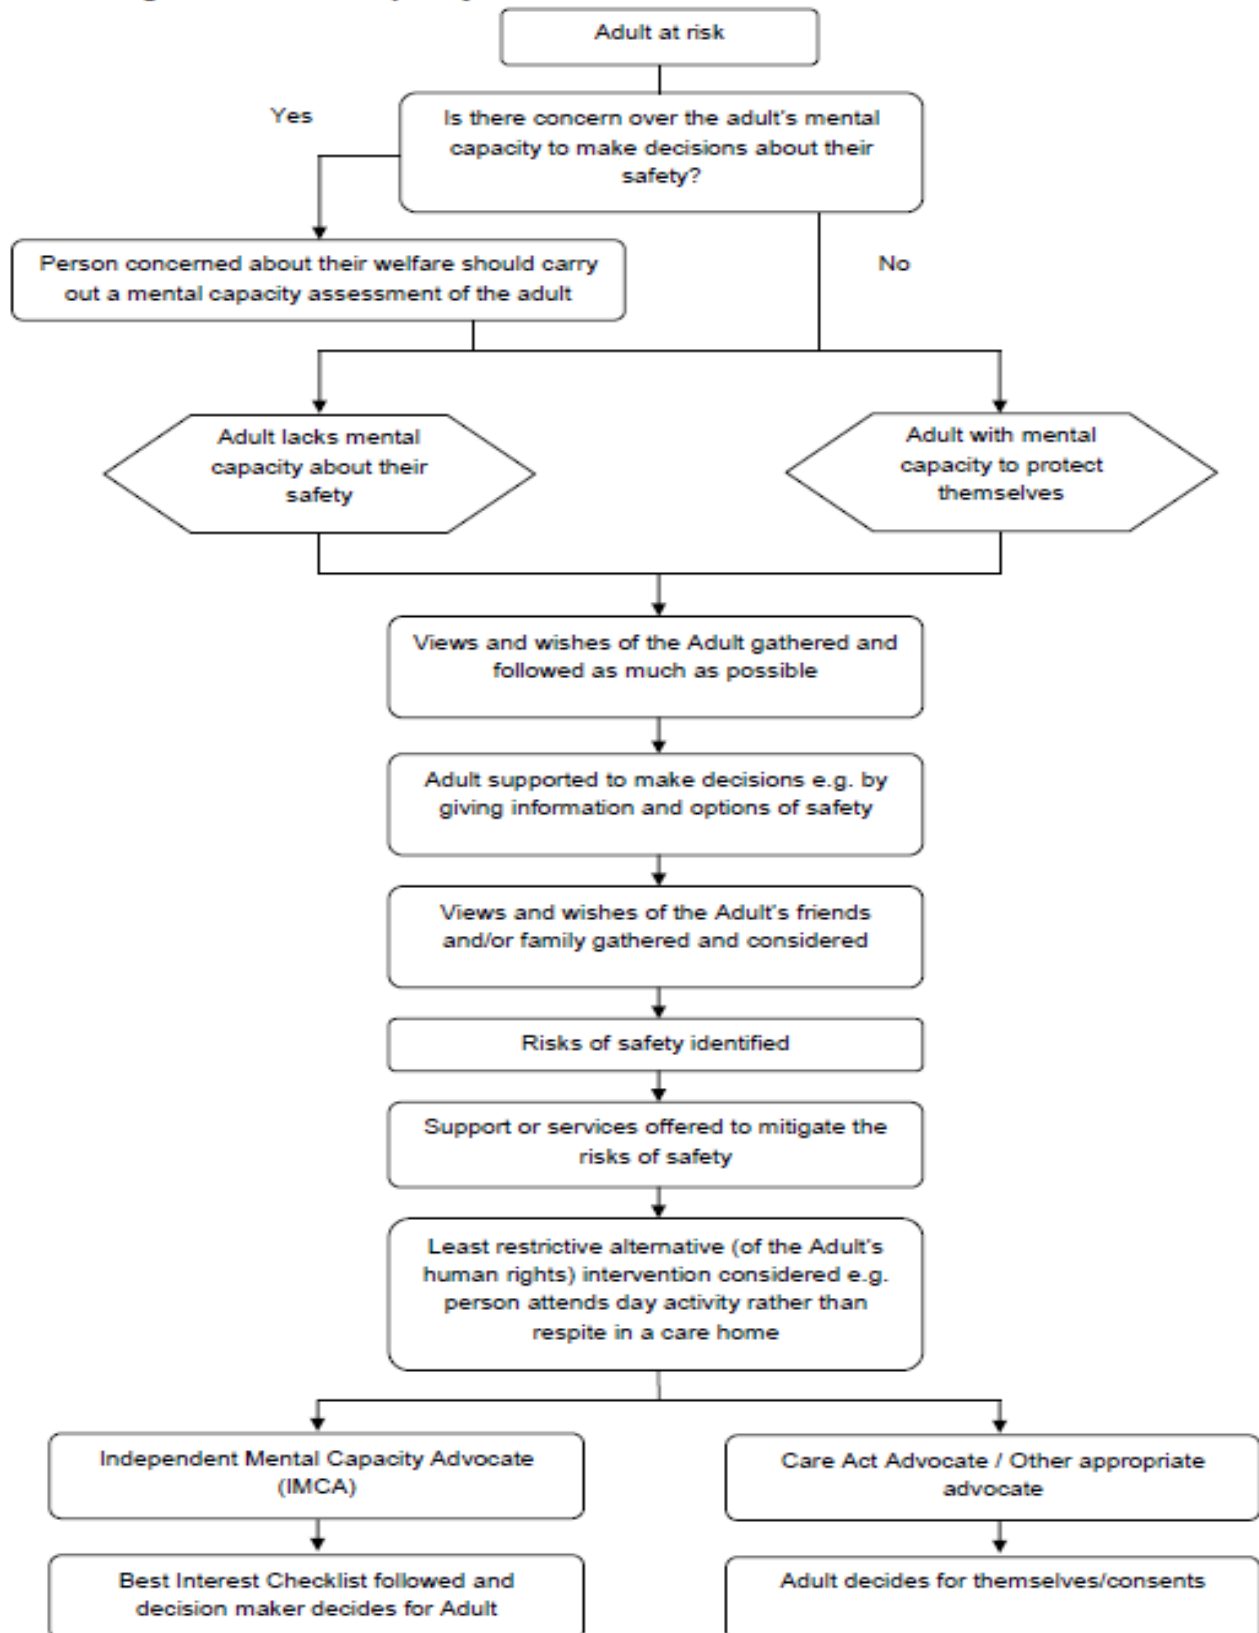 Adult at risk
Yes
Is there concern over the adult's mental
capacity to make decisions about their
safety?
Person concerned about their welfare should carry
out a mental capacity assessment of the adult
No
Adult lacks mental
capacity about their
safety
Adult with mental
capacity to protect
themselves
Views and wishes of the Adult gathered and
followed as much as possible
Adult supported to make decisions e.g. by
giving information and options of safety
Views and wishes of the Adult's friends
and/or family gathered and considered
Risks of safety identified
Support or services offered to mitigate the
risks of safety
Least restrictive alternative (of the Adult's
human rights) intervention considered e.g.
person attends day activity rather than
respite in a care home
Independent Mental Capacity Advocate
(IMCA)
Care Act Advocate / Other appropriate
advocate
Best Interest Checklist followed and
decision maker decides for Adult
Adult decides for themselves/consents